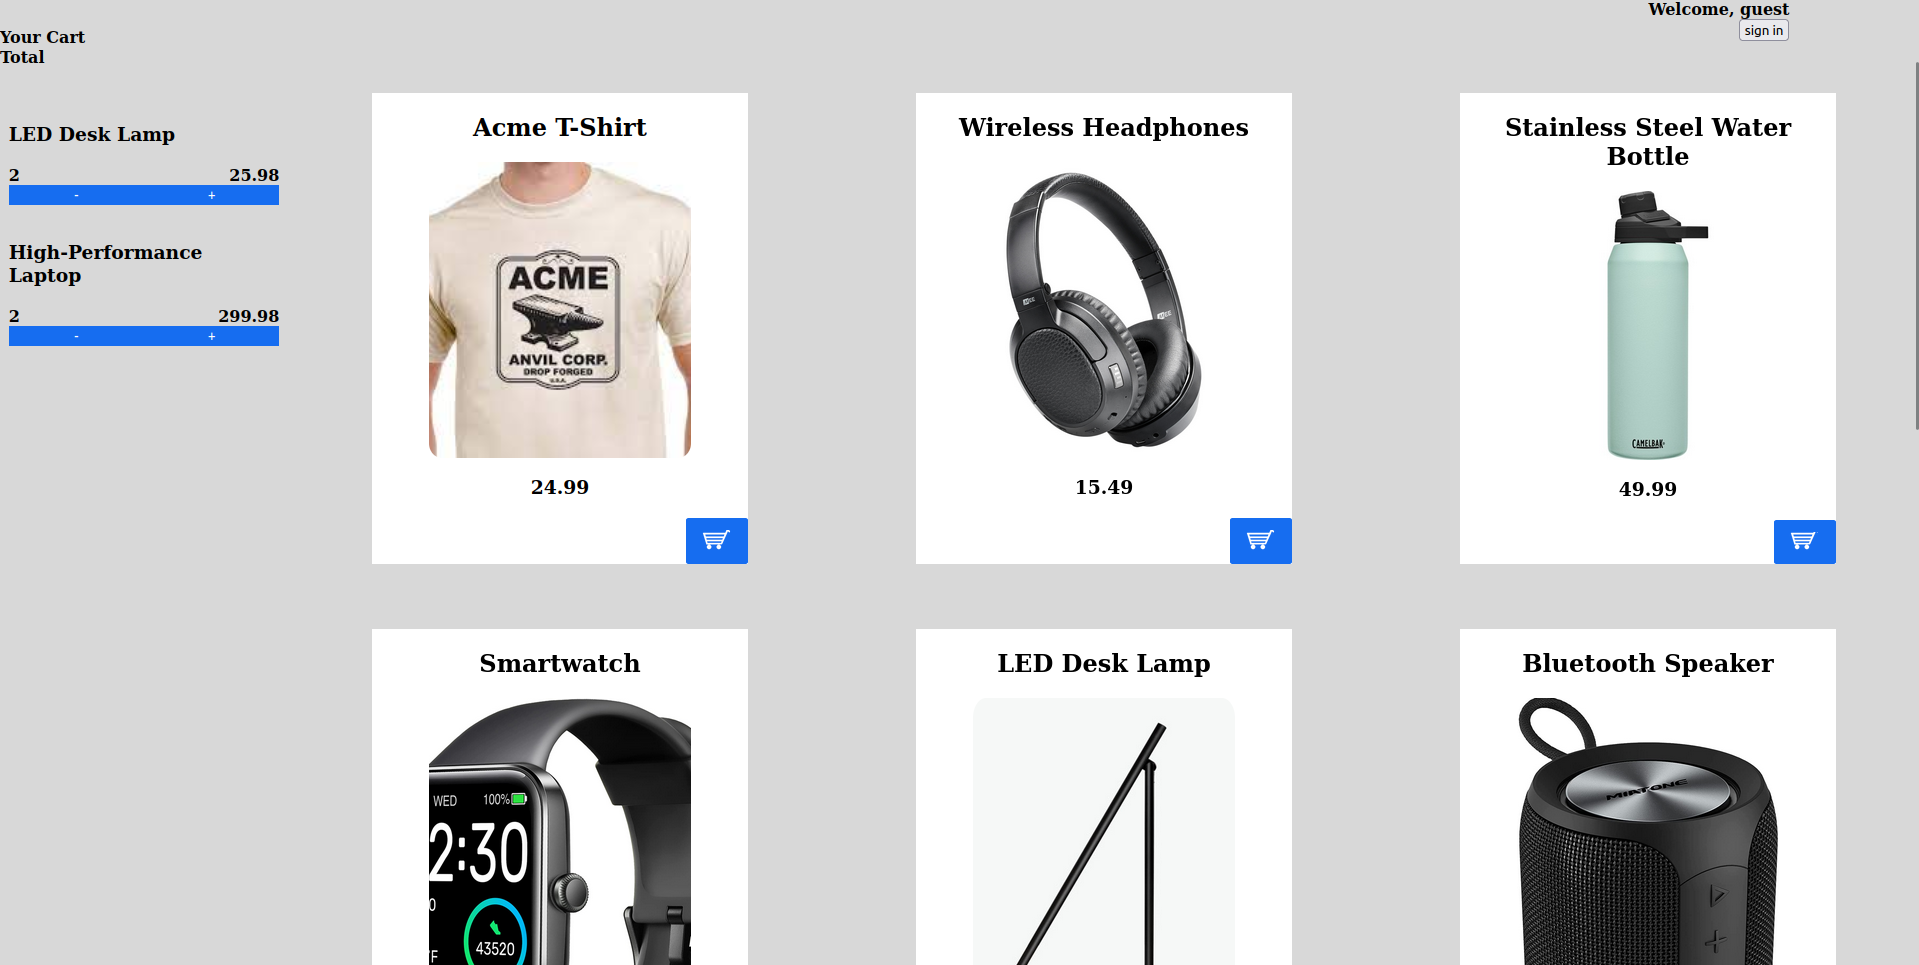 Welcome, guest
sign in
Your Cart
Total
LED Desk Lamp
2 25.98
- +
High-Performance
Laptop
2 299.98
- +
Acme T-Shirt
ACME
ANVIL CORP.
DROP FORGED
U.S.A.
24.99
Wireless Headphones
15.49
Stainless Steel Water
Bottle
CAMELBAK
49.99
Smartwatch
WED 100%
2:30
0
43520
F
LED Desk Lamp
Bluetooth Speaker
MIATONE
+